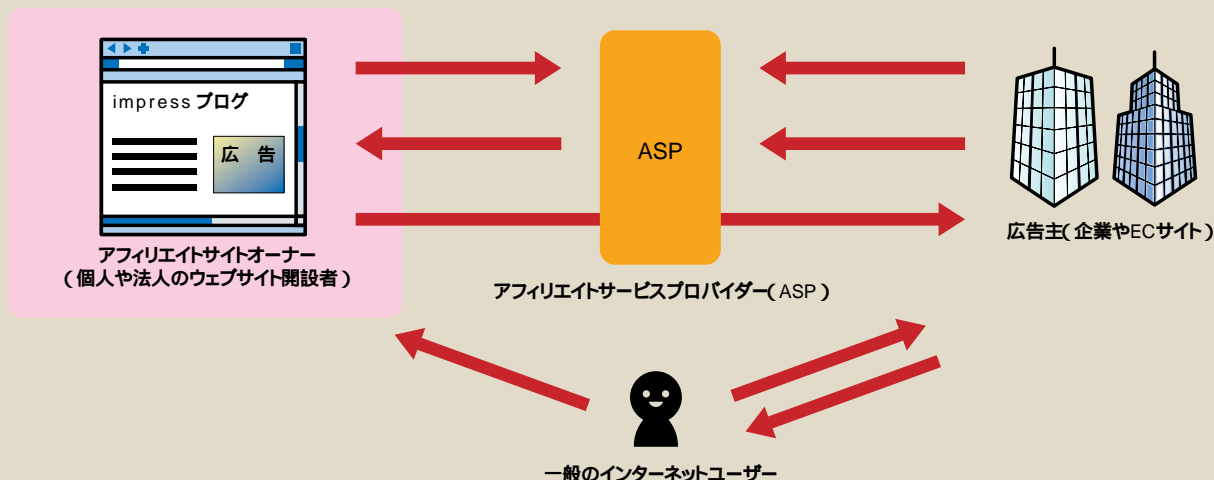 impress ブログ
広 告
ASP
アフィリエイトサイトオーナー
(個人や法人のウェブサイト開設者)
アフィリエイトサービスプロバイダー(ASP)
広告主(企業やECサイト)
一般のインターネットユーザー